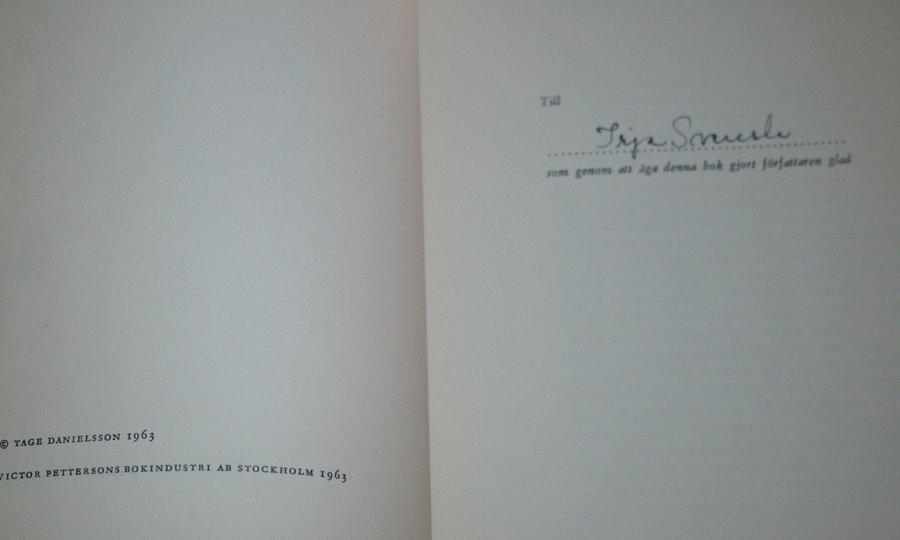 © TAGE DANIELSSON 1963
VICTOR PETTERSONS BOKINDUSTRI AB STOCKHOLM 1963
Till
Irja
som genom att äga denna bok gjort författaren glad